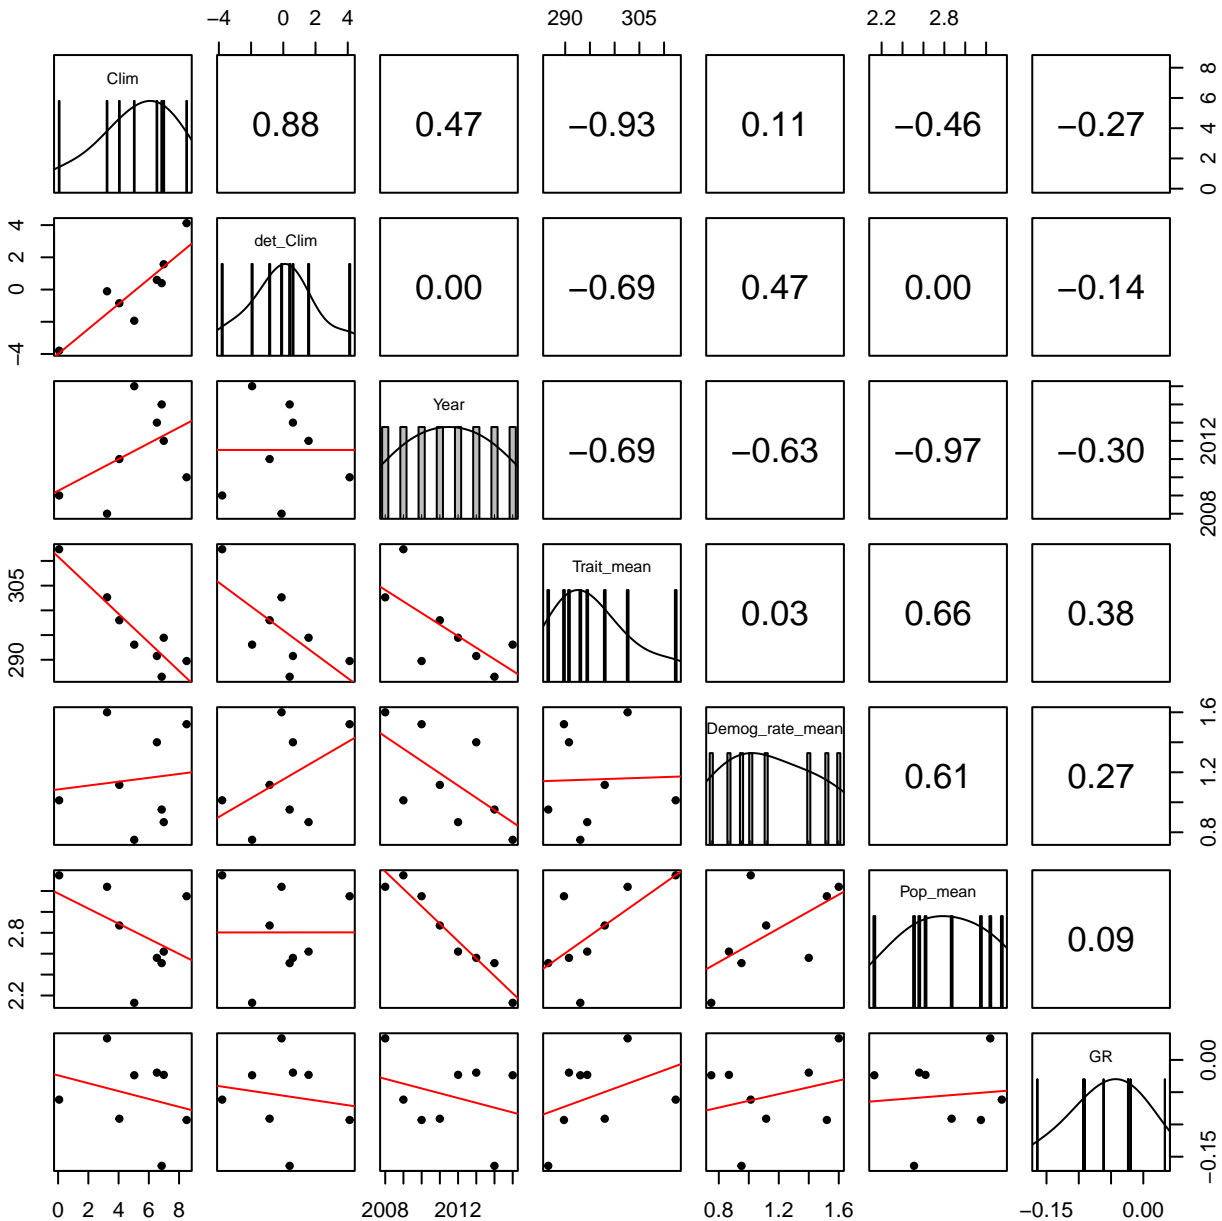 −4 0 2 4 290 305 2.2 2.8
Clim 0.88 0.47 −0.93 0.11 −0.46 −0.27
0 2 4 6 8
−4 0 2 4
det_Clim 0.00 −0.69 0.47 0.00 −0.14
Year −0.69 −0.63 −0.97 −0.30
2008 2012
290 305
Trait_mean 0.03 0.66 0.38
Demog_rate_mean 0.61 0.27
0.8 1.2 1.6
2.2 2.8
Pop_mean 0.09
GR
−0.15 0.00
0 2 4 6 8 2008 2012 0.8 1.2 1.6 −0.15 0.00